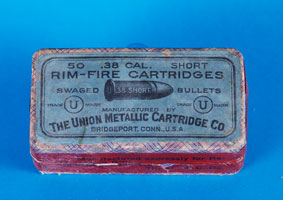 50 .38 CAL. SHORT
RIM-FIRE CARTRIDGES
SWAGED .38 SHORT BULLETS
TRADE U MARK TRADE U MARK
MANUFACTURED BY
THE UNION METALLIC CARTRIDGE CO
BRIDGEPORT, CONN., U.S.A.